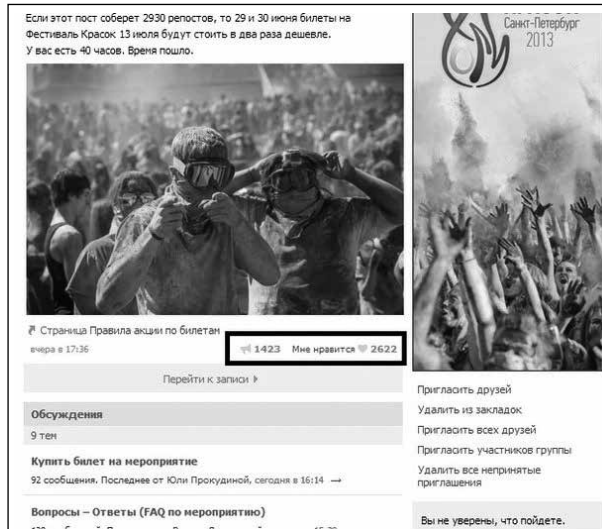 Если этот пост соберет 2930 репостов, то 29 и 30 июня билеты на
Фестиваль Красок 13 июля будут стоить в два раза дешевле.
У вас есть 40 часов. Время пошло.
Санкт-Петербург
2013
Страница Правила акции по билетам
вчера в 17:36 1423 Мне нравится 2622
Перейти к записи
Обсуждения
9 тем
Купить билет на мероприятие
92 сообщения. Последнее от Юли Прокудиной, сегодня в 16:14 →
Вопросы – Ответы (FAQ по мероприятию)
Пригласить друзей
Удалить из закладок
Пригласить всех друзей
Пригласить участников группы
Удалить все непринятые
приглашения
Вы не уверены, что пойдете.